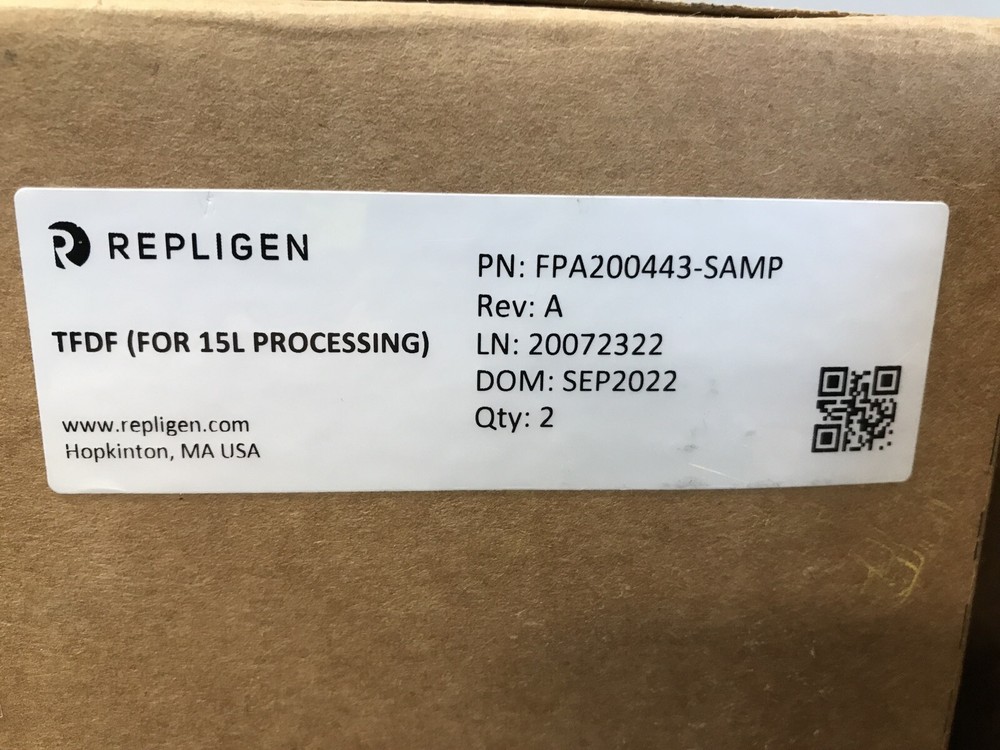 REPLIGEN
TFDF (FOR 15L PROCESSING)
www.repligen.com
Hopkinton, MA USA
PN: FPA200443-SAMP
Rev: A
LN: 20072322
DOM: SEP2022
Qty: 2